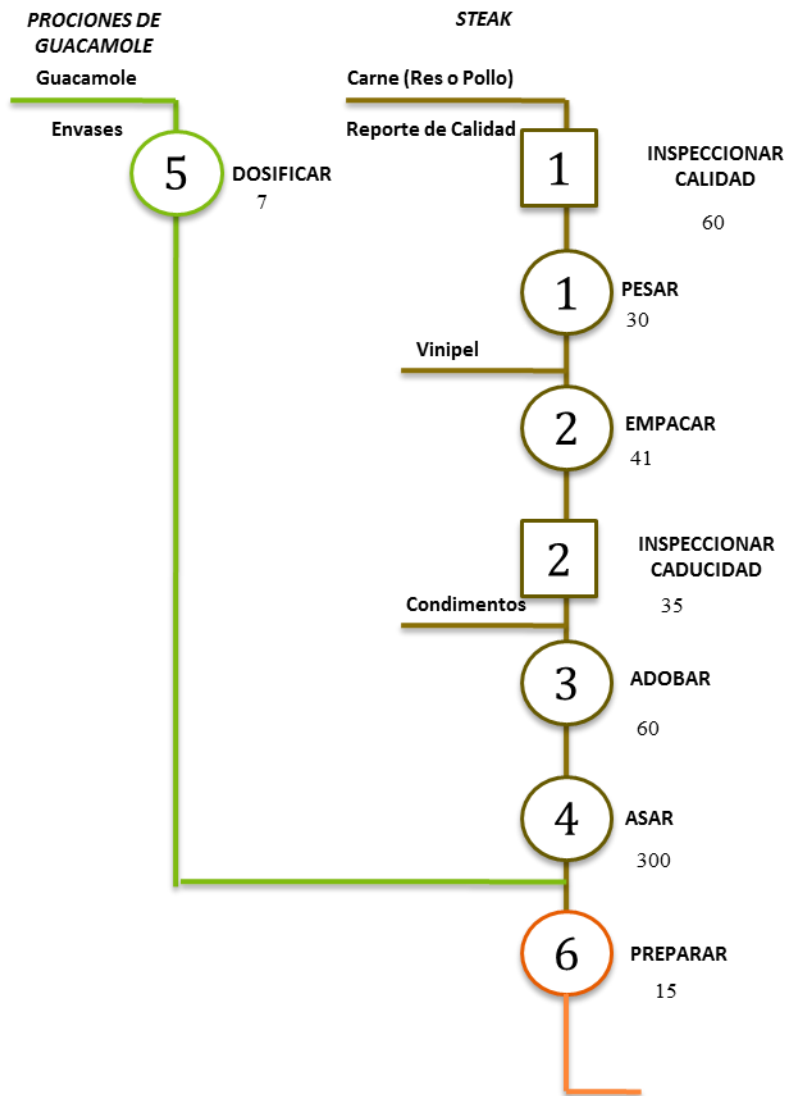 PROCIONES DE
GUACAMOLE
STEAK
Guacamole
Carne (Res o Pollo)
Envases
Reporte de Calidad
5
DOSIFICAR
7
1
INSPECCIONAR
CALIDAD
60
1
PESAR
30
Vinipel
2
EMPACAR
41
2
INSPECCIONAR
CADUCIDAD
35
Condimentos
3
ADOBAR
60
4
ASAR
300
6
PREPARAR
15